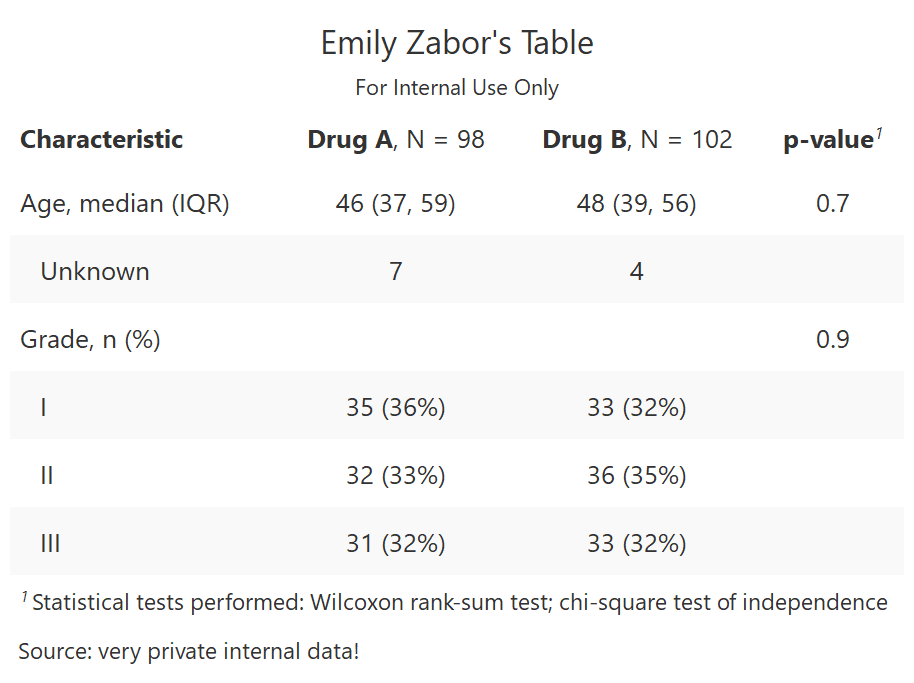 Emily Zabor's Table
For Internal Use Only
Characteristic Drug A, N = 98 Drug B, N = 102 p-value1
Age, median (IQR) 46 (37, 59) 48 (39, 56) 0.7
Unknown 7 4
Grade, n (%) 0.9
I 35 (36%) 33 (32%)
II 32 (33%) 36 (35%)
III 31 (32%) 33 (32%)
1 Statistical tests performed: Wilcoxon rank-sum test; chi-square test of independence
Source: very private internal data!